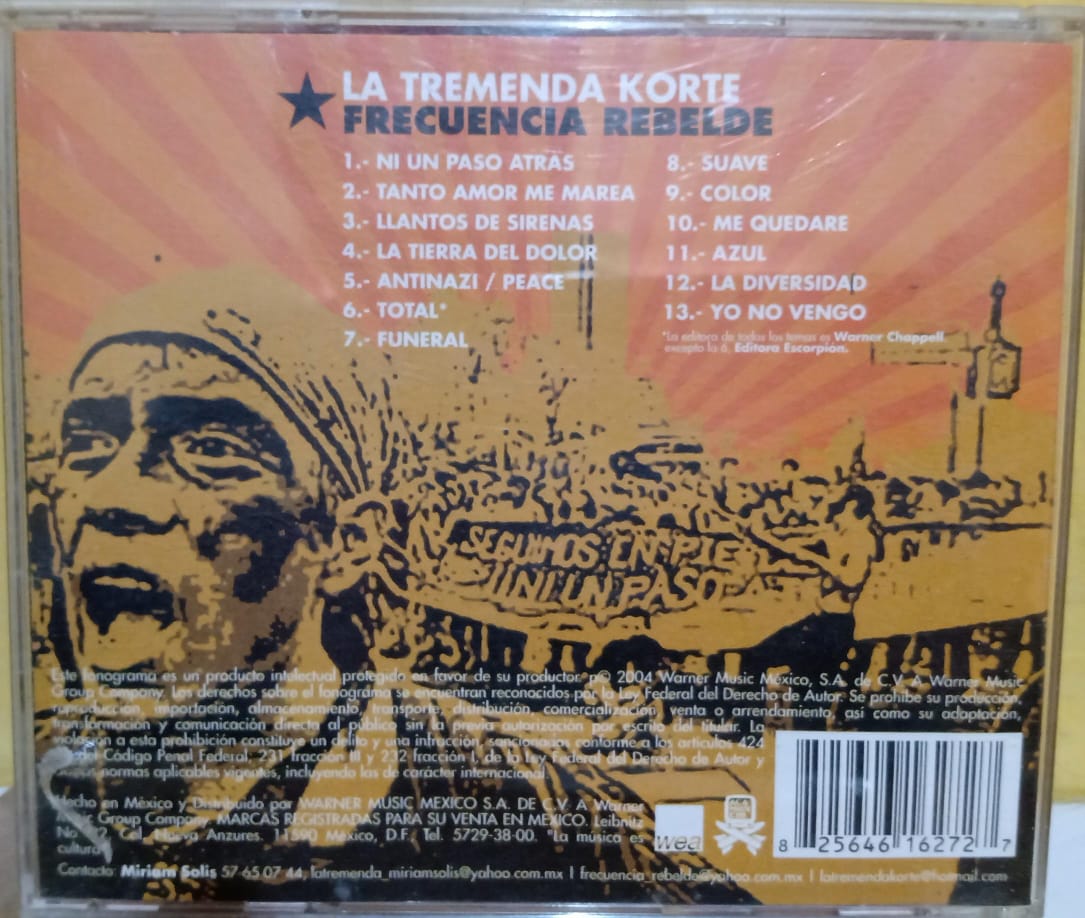 LA TREMENDA KORTE
FRECUENCIA REBELDE
1.- NI UN PASO ATRAS
2.- TANTO AMOR ME MAREA
3.- LLANTOS DE SIRENAS
4.- LA TIERRA DEL DOLOR
5.- ANTINAZI / PEACE
6.- TOTAL*
7.- FUNERAL
8.- SUAVE
9.- COLOR
10.- ME QUEDARE
11.- AZUL
12.- LA DIVERSIDAD
13.- YO NO VENGO
*La editora de todos los temas es Warner Chappell
excepto la 6, Editora Escorpión.
SEGUIMOS EN PIE
NI UN PASO
Este fonograma es un producto intelectual protegido en favor de su productor. p© 2004 Warner Music México, S.A. de C.V. A Warner Music
Group Company. Los derechos sobre el fonograma se encuentran reconocidos por la Ley Federal del Derecho de Autor. Se prohibe su producción,
reproducción, importación, almacenamiento, transporte, distribución, comercialización, venta o arrendamiento, así como su adaptación,
transformación y comunicación directa al público sin la previa autorización por escrito del titular. La
violación a esta prohibición constituye un delito y una infracción, sancionados conforme a los artículos 424
del Código Penal Federal, 231 fracción III y 232 fracción I, de la Ley Federal del Derecho de Autor y
normas aplicables vigentes, incluyendo las de carácter internacional.
Hecho en México y Distribuido por WARNER MUSIC MEXICO S.A. DE C.V. A Warner
Music Group Company. MARCAS REGISTRADAS PARA SU VENTA EN MÉXICO. Leibnitz
No. Col. Nueva Anzures. 11590 México, D.F. Tel. 5729-38-00. "La música es
cultura"
wea
8 25646 16272 7
Contacto: Miriam Solis 57 65 07 44, latremenda_miriamsolis@yahoo.com.mx | frecuencia_rebelde@yahoo.com.mx | latremendakorte@hotmail.com